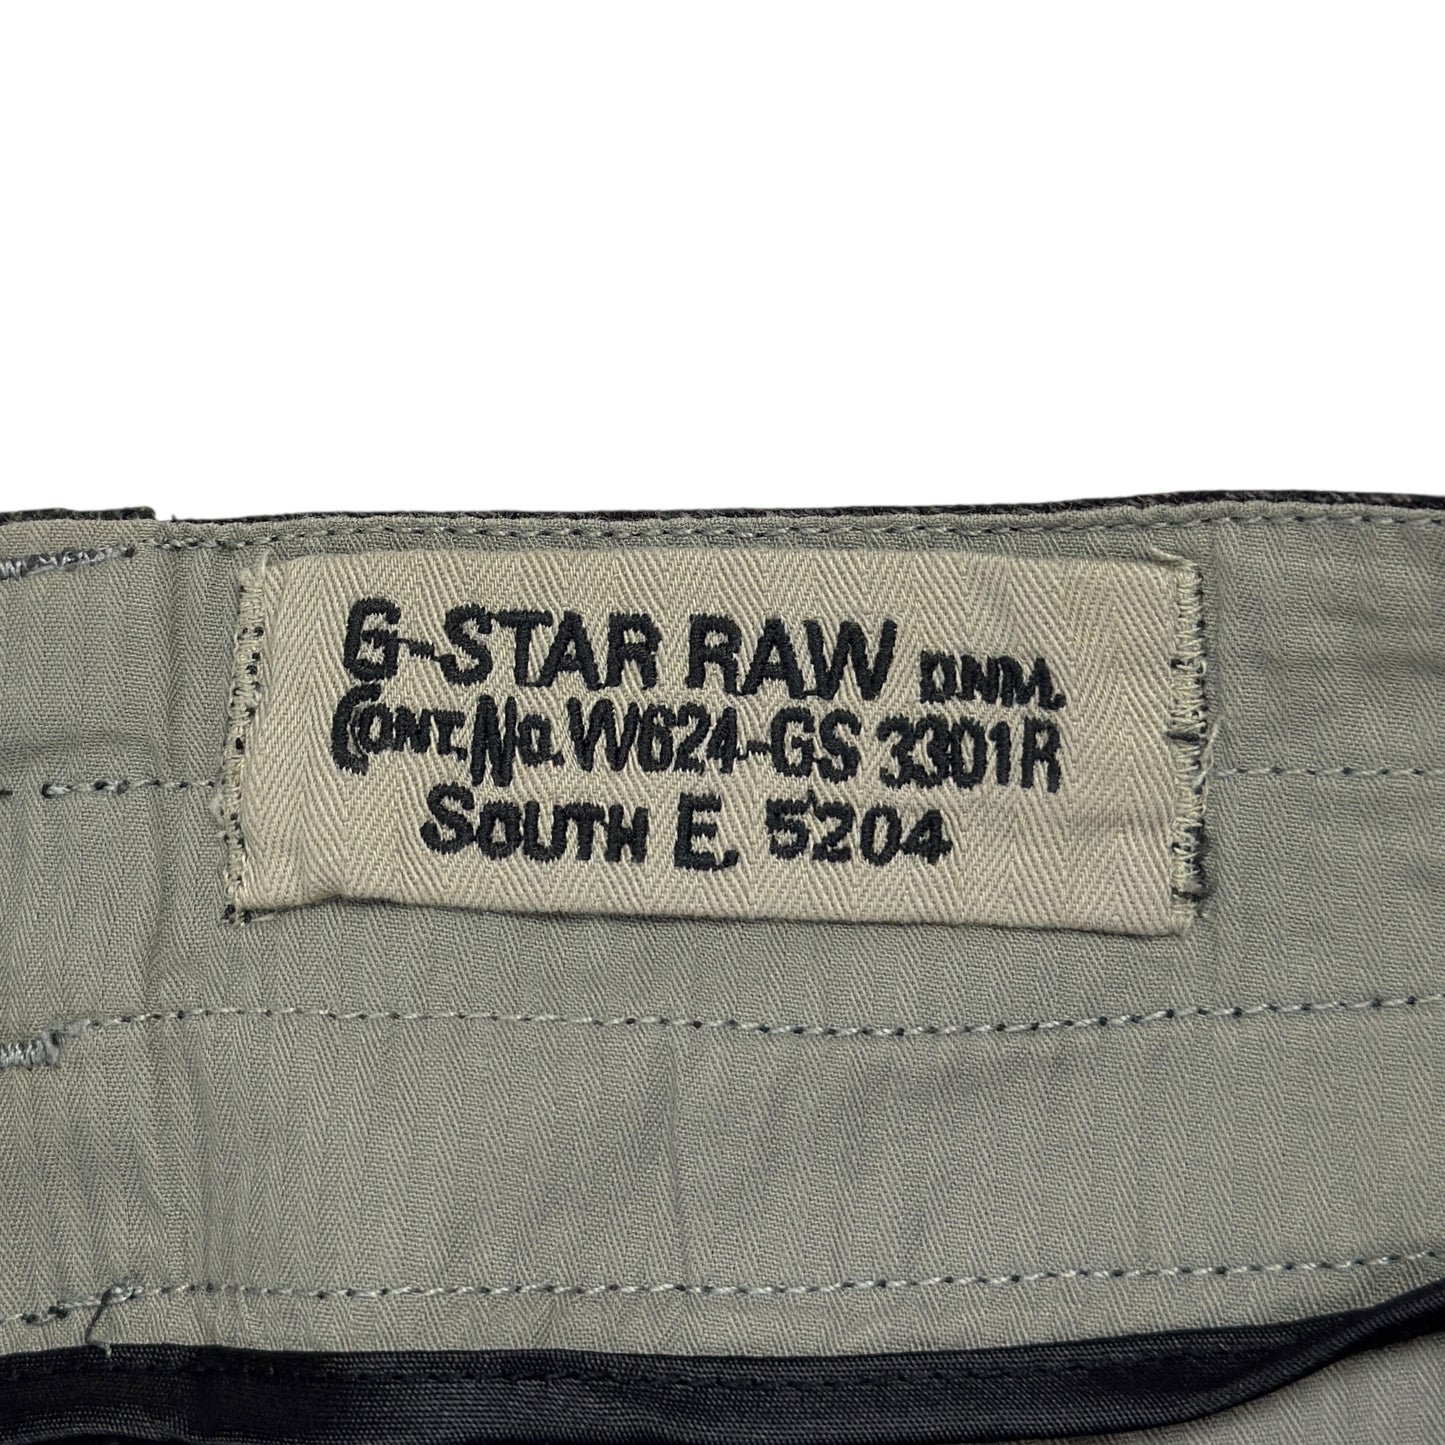 G-STAR RAW DNM.
CONT. No. W624-GS 3301R
SOUTH E. 5204